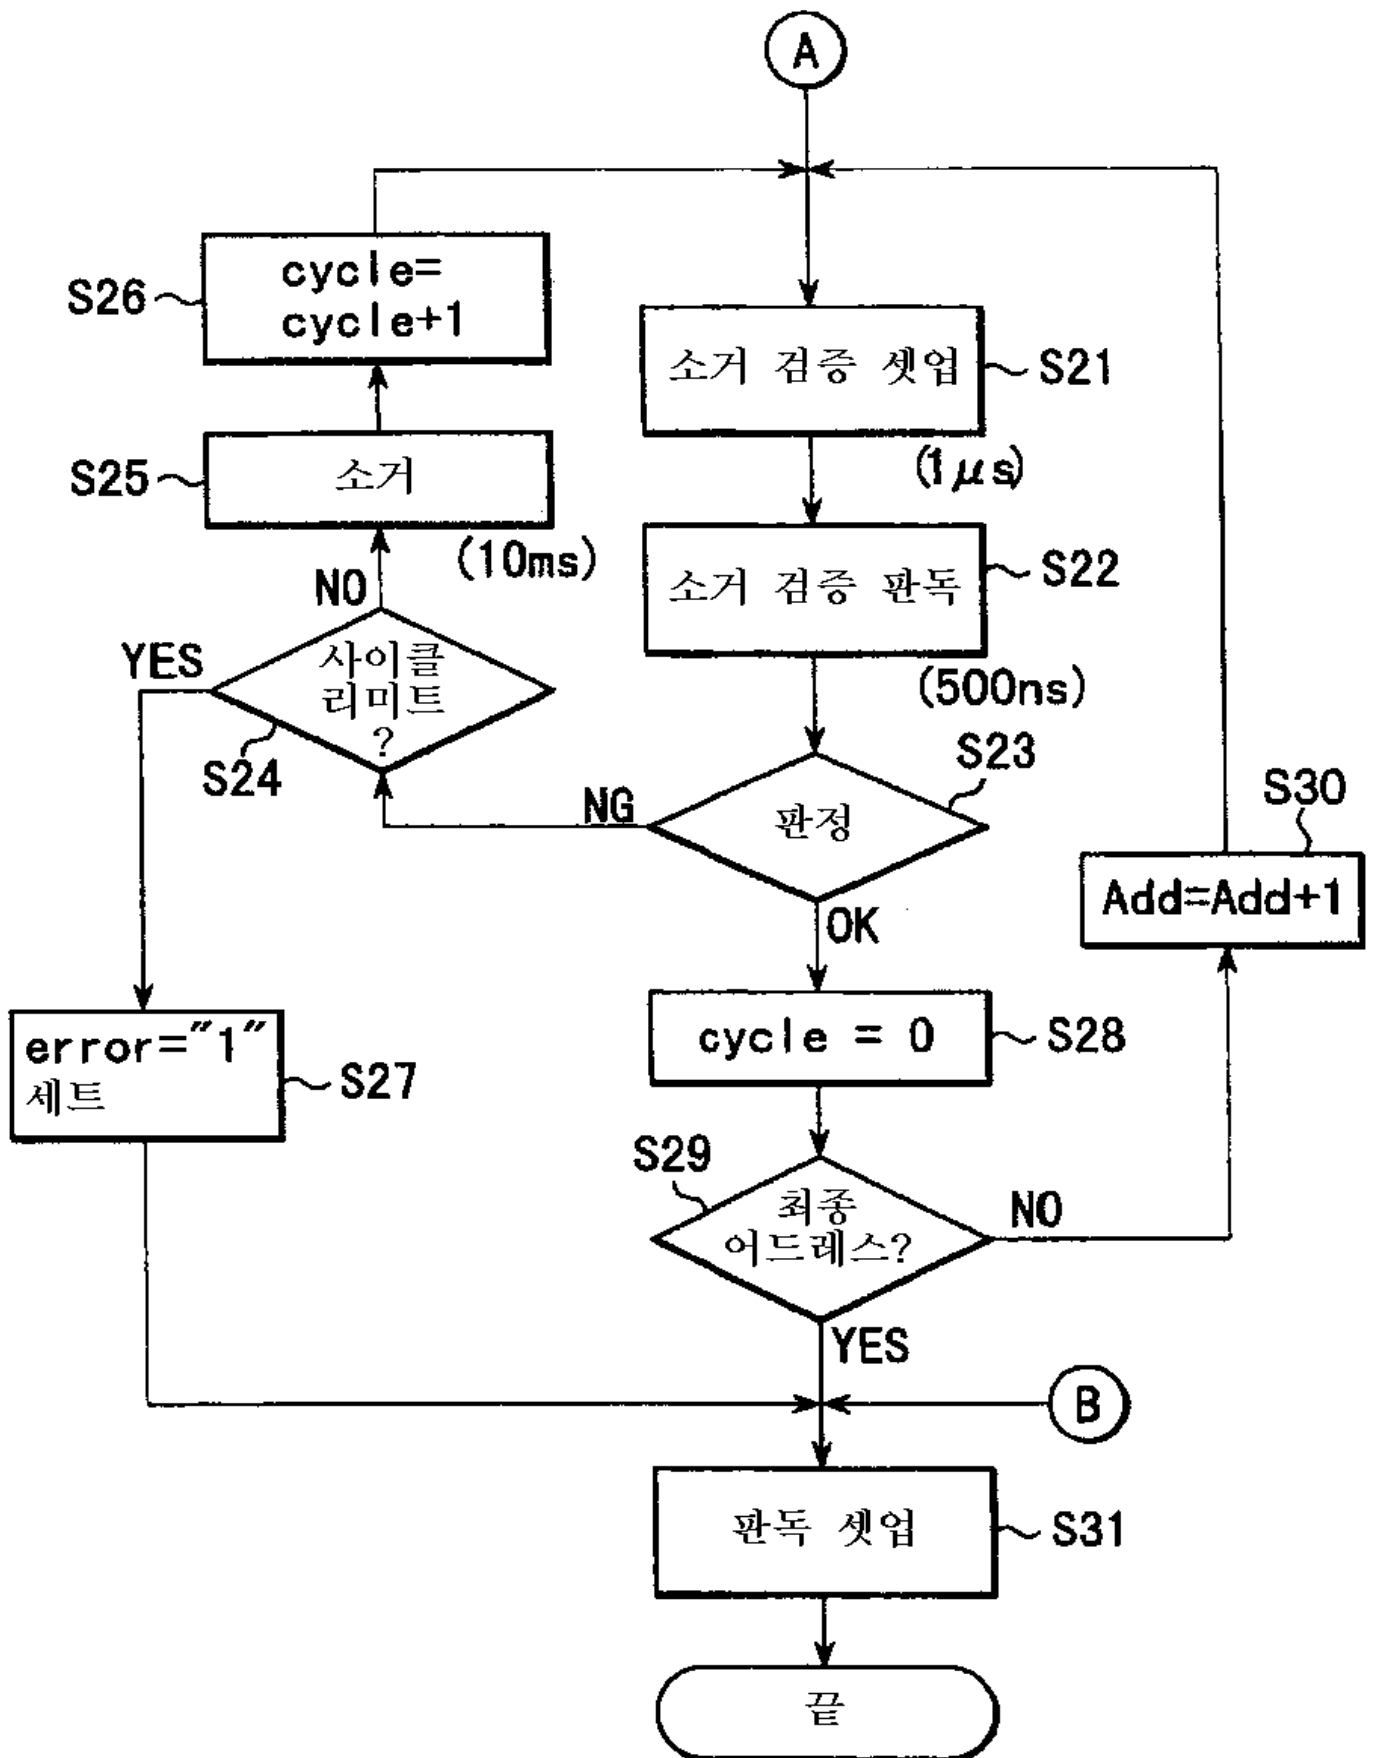 A
cycle=
cycle+1
S26
소거 검증 셋업
S21
(1μs)
소거
S25
(10ms)
소거 검증 판독
S22
(500ns)
NO
YES
사이클
리미트
?
S24
NG
판정
S23
OK
S30
Add=Add+1
cycle = 0
S28
error="1"
세트
S27
S29
최종
어드레스?
NO
YES
B
판독 셋업
S31
끝